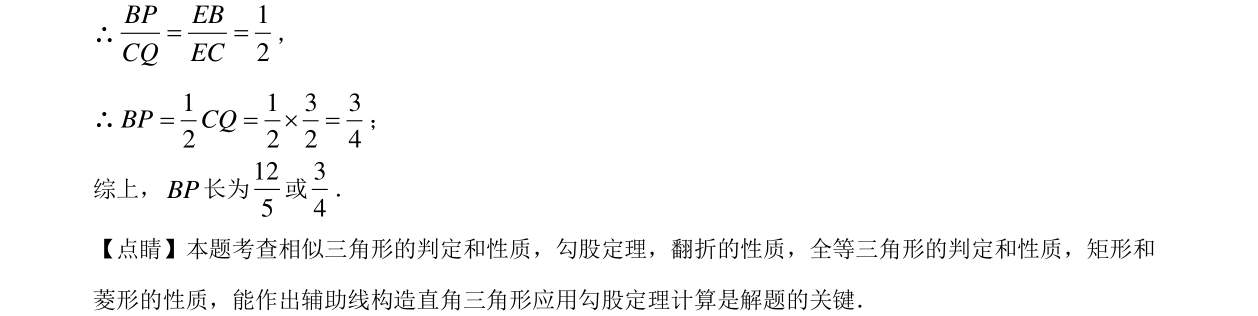 ∴ BP/CQ = EB/EC = 1/2，
∴ BP = 1/2 CQ = 1/2 × 3/2 = 3/4；
综上，BP 长为 12/5 或 3/4．
【点睛】本题考查相似三角形的判定和性质，勾股定理，翻折的性质，全等三角形的判定和性质，矩形和
菱形的性质，能作出辅助线构造直角三角形应用勾股定理计算是解题的关键．